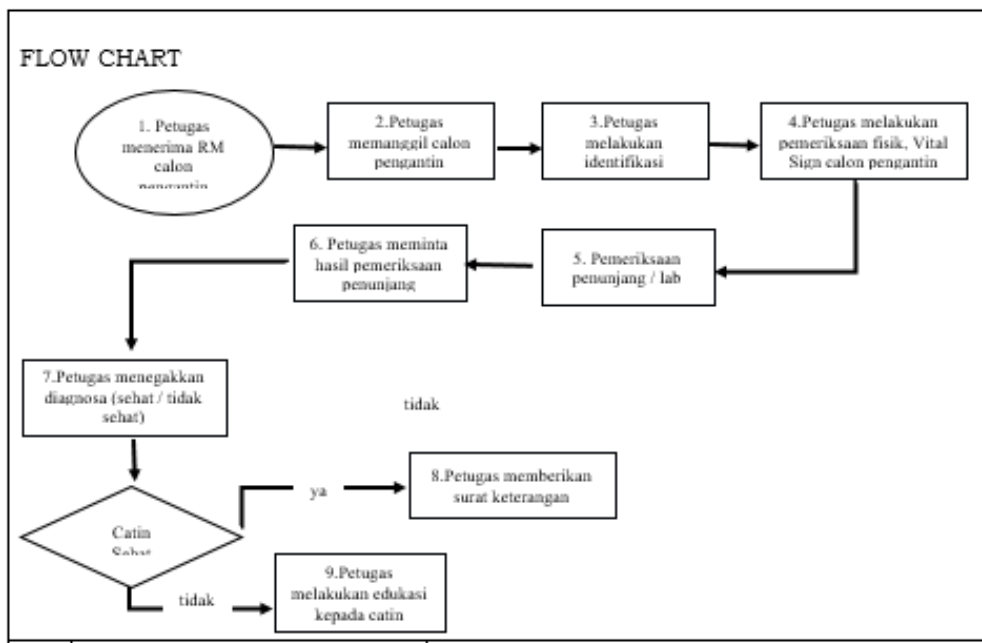 FLOW CHART
1. Petugas
menerima RM
calon
pengantin
2.Petugas
memanggil calon
pengantin
3.Petugas
melakukan
identifikasi
4.Petugas melakukan
pemeriksaan fisik, Vital
Sign calon pengantin
5. Pemeriksaan
penunjang / lab
6. Petugas meminta
hasil pemeriksaan
penunjang
7.Petugas menegakkan
diagnosa (sehat / tidak
sehat)
tidak
Catin
Sehat
ya
8.Petugas memberikan
surat keterangan
tidak
9.Petugas
melakukan edukasi
kepada catin